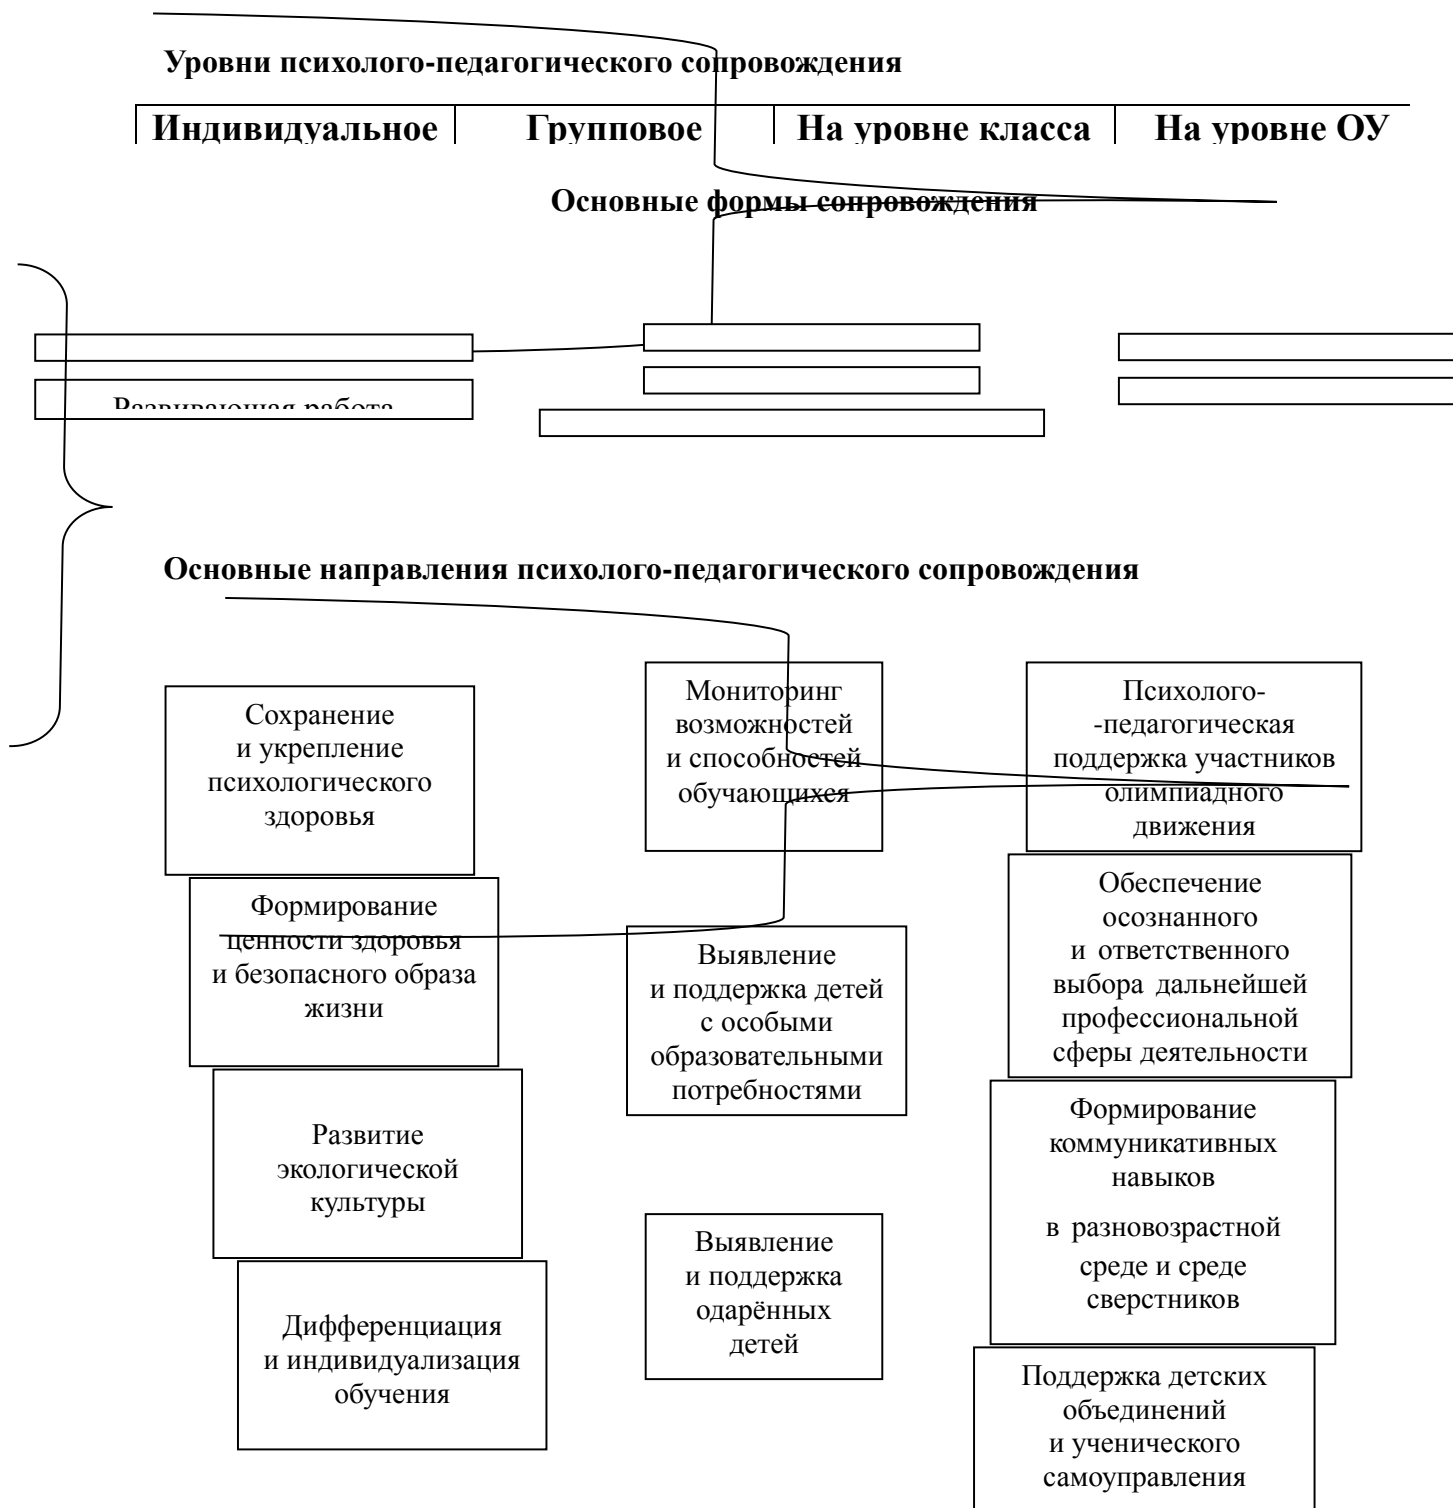 Уровни психолого-педагогического сопровождения
Индивидуальное Групповое На уровне класса На уровне ОУ
Основные формы сопровождения
Развивающая работа
Основные направления психолого-педагогического сопровождения
Сохранение
и укрепление
психологического
здоровья
Формирование
ценности здоровья
и безопасного образа
жизни
Развитие
экологической
культуры
Дифференциация
и индивидуализация
обучения
Мониторинг
возможностей
и способностей
обучающихся
Выявление
и поддержка детей
с особыми
образовательными
потребностями
Выявление
и поддержка
одарённых
детей
Психолого-
-педагогическая
поддержка участников
олимпиадного
движения
Обеспечение
осознанного
и ответственного
выбора дальнейшей
профессиональной
сферы деятельности
Формирование
коммуникативных
навыков
в разновозрастной
среде и среде
сверстников
Поддержка детских
объединений
и ученического
самоуправления